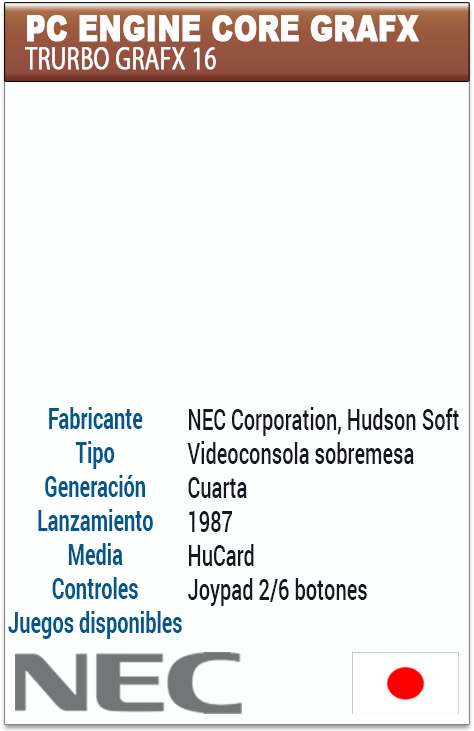 PC ENGINE CORE GRAFX
TRURBO GRAFX 16
Fabricante NEC Corporation, Hudson Soft
Tipo Videoconsola sobremesa
Generación Cuarta
Lanzamiento 1987
Media HuCard
Controles Joypad 2/6 botones
Juegos disponibles
NEC